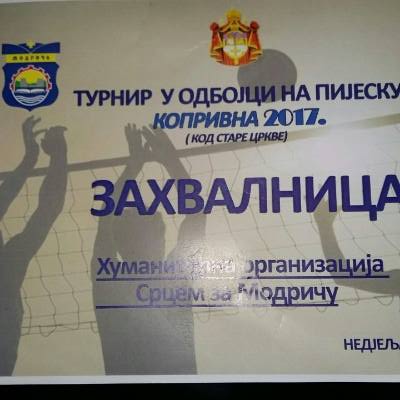 МОДРИЧА
ТУРНИР У ОДБОЈЦИ НА ПИЈЕСКУ
КОПРИВНА 2017.
(КОД СТАРЕ ЦРКВЕ)
ЗАХВАЛНИЦА
Хуманитарна организација
Срцем за Модричу
НЕДЈЕЉ